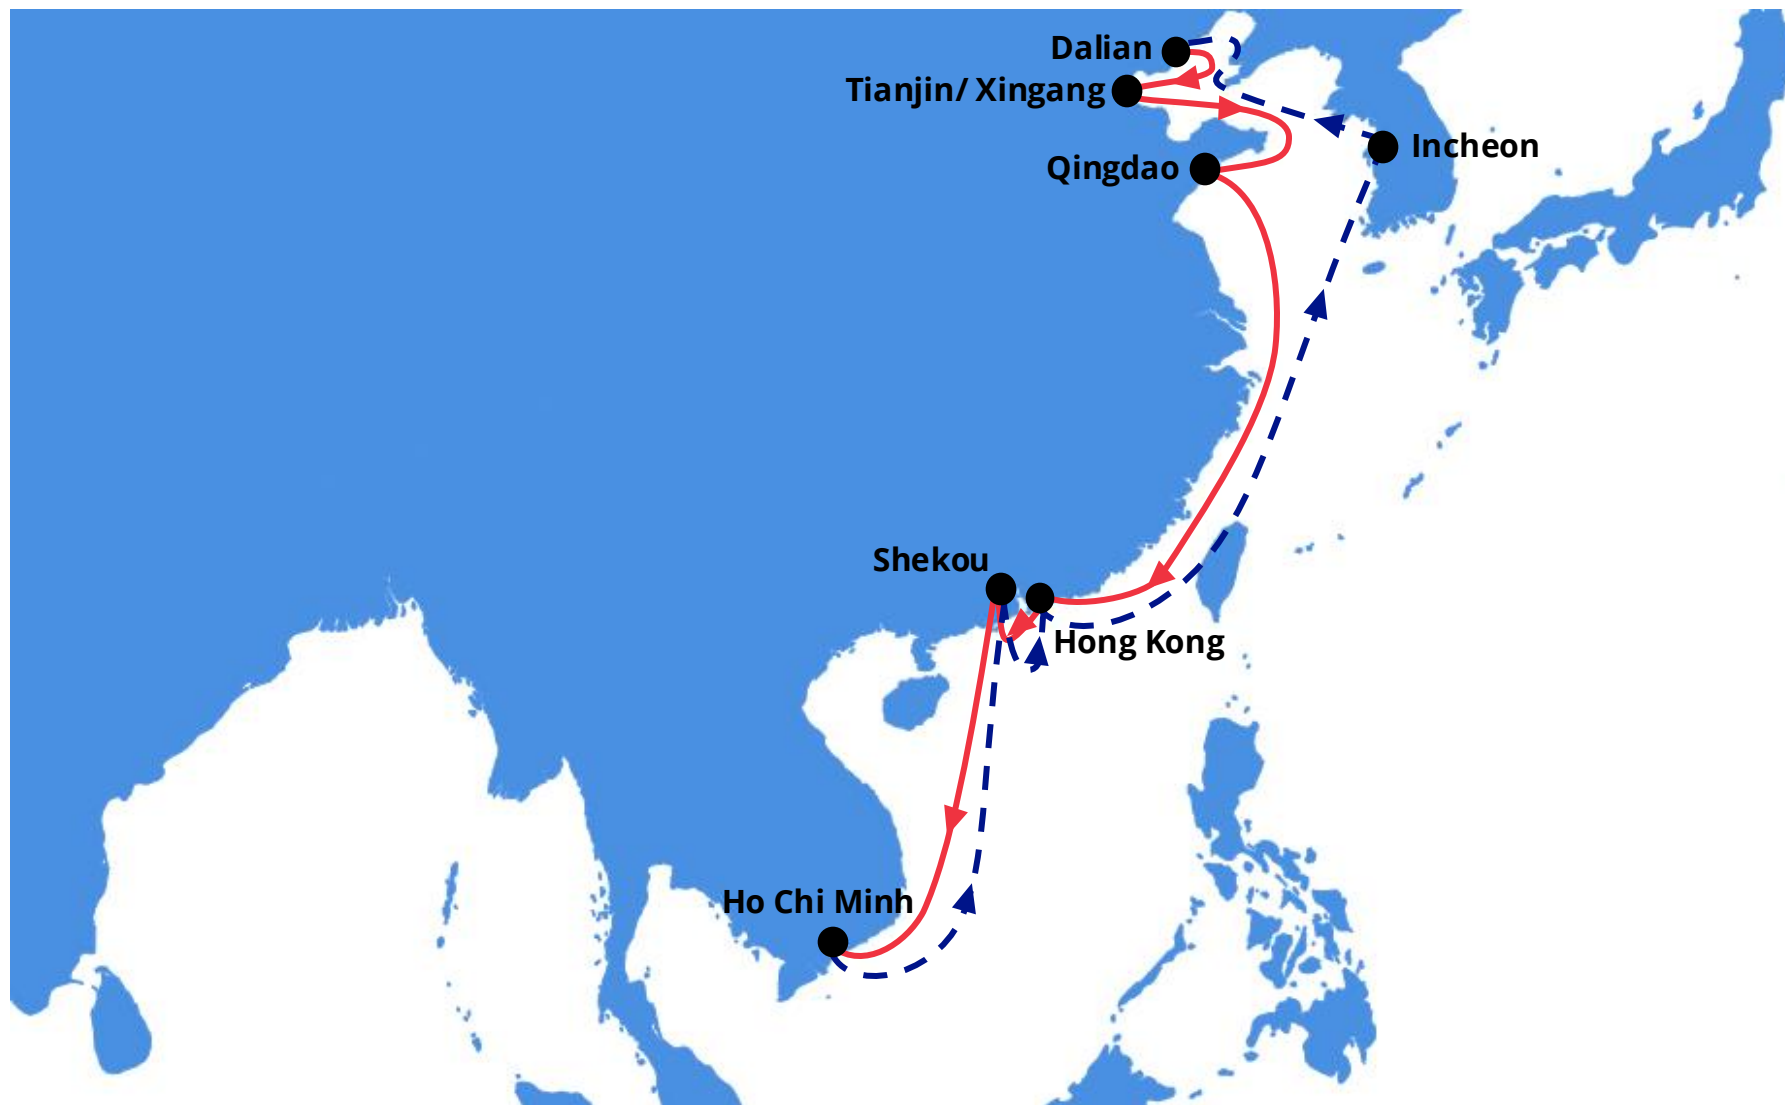 Dalian
Tianjin/ Xingang
Incheon
Qingdao
Shekou
Hong Kong
Ho Chi Minh